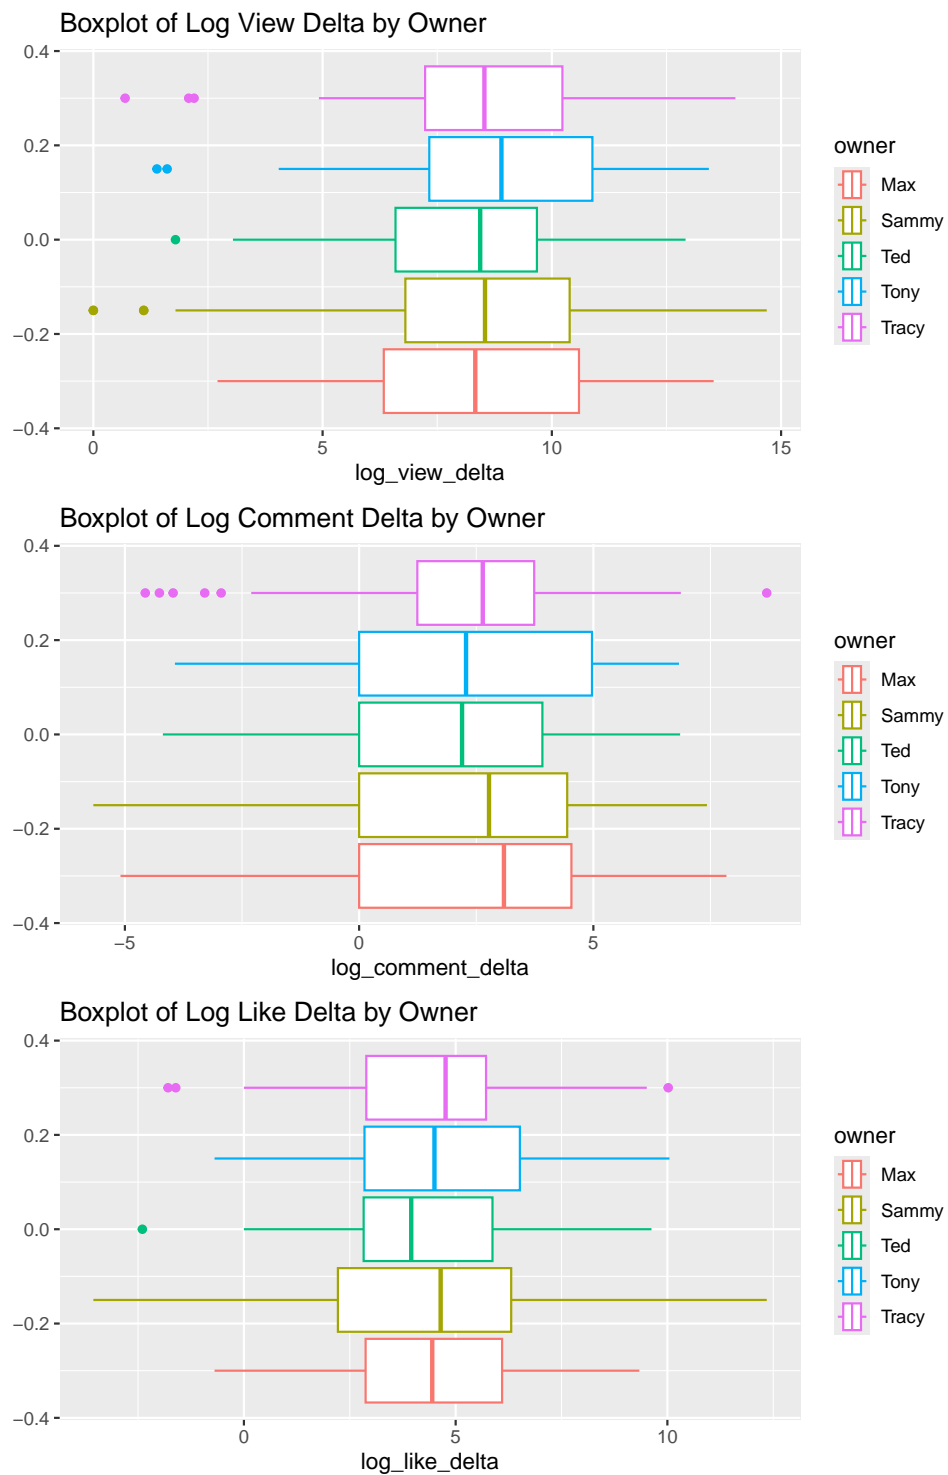 Boxplot of Log View Delta by Owner
0.4
0.2
0.0
−0.2
−0.4
0 5 10 15
log_view_delta
owner
Max
Sammy
Ted
Tony
Tracy
Boxplot of Log Comment Delta by Owner
0.4
0.2
0.0
−0.2
−0.4
−5 0 5
log_comment_delta
owner
Max
Sammy
Ted
Tony
Tracy
Boxplot of Log Like Delta by Owner
0.4
0.2
0.0
−0.2
−0.4
0 5 10
log_like_delta
owner
Max
Sammy
Ted
Tony
Tracy